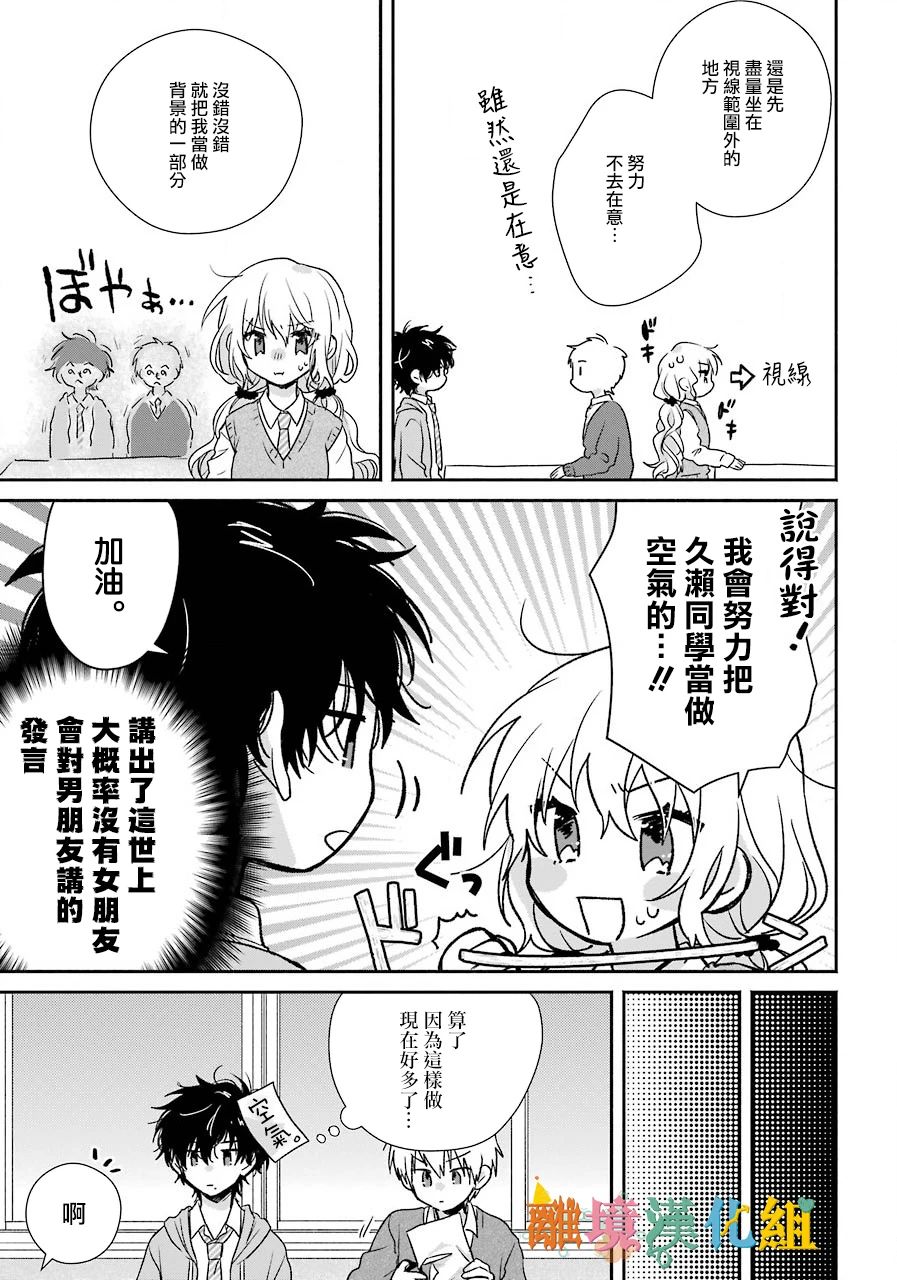 還是先
盡量坐在
視線範圍外的
地方
努力
不去在意…
雖然還是在意…
ドキ
ドキ
視線
沒錯沒錯
就把我當做
背景的一部分
ぼやぁ…
說得對！
我會努力把
久瀨同學當做
空氣的…!!
ぐっ
ド
加油。
講出了這世上
大概率沒有女朋友
會對男朋友講的
發言
算了
因為這樣做
現在好多了…
空氣。
啊
離境漢化組